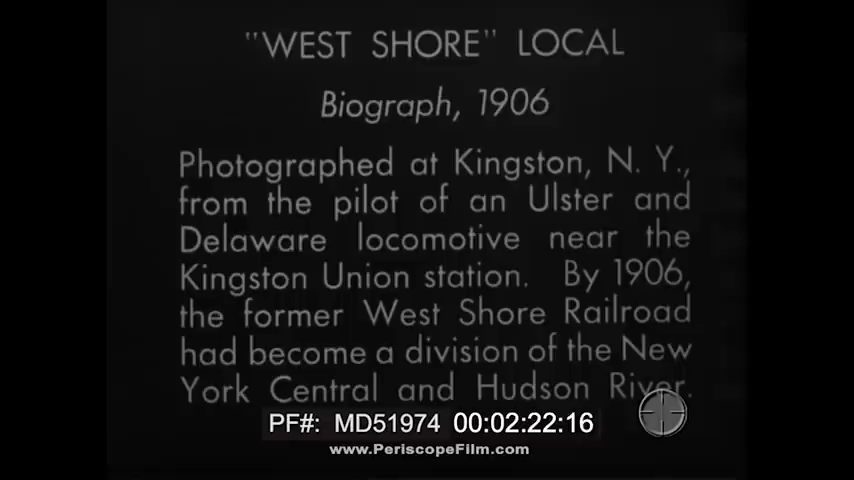 "WEST SHORE" LOCAL
Biograph, 1906
Photographed at Kingston, N. Y.,
from the pilot of an Ulster and
Delaware locomotive near the
Kingston Union station. By 1906,
the former West Shore Railroad
had become a division of the New
York Central and Hudson River.
PF#: MD51974 00:02:22:16
www.PeriscopeFilm.com